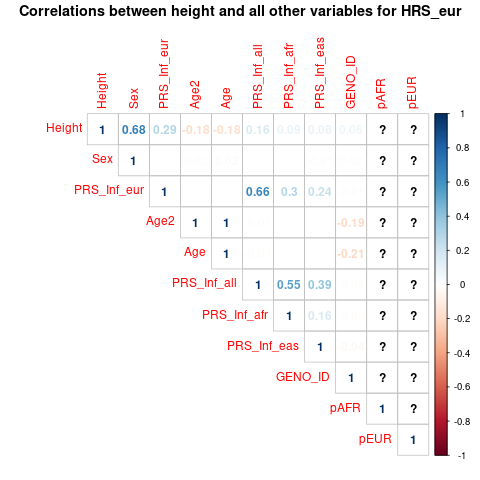 Correlations between height and all other variables for HRS_eur
Height Sex PRS_Inf_eur Age2 Age PRS_Inf_all PRS_Inf_afr PRS_Inf_eas GENO_ID pAFR pEUR
Height 1 0.68 0.29 -0.18 -0.18 0.16 0.09 0.08 0.06 ? ?
Sex 1 ? ?
PRS_Inf_eur 1 0.66 0.3 0.24 ? ?
Age2 1 1 -0.19 ? ?
Age 1 -0.21 ? ?
PRS_Inf_all 1 0.55 0.39 ? ?
PRS_Inf_afr 1 0.16 ? ?
PRS_Inf_eas 1 -0.04 ? ?
GENO_ID 1 ? ?
pAFR 1 ?
pEUR 1
1
0.8
0.6
0.4
0.2
0
-0.2
-0.4
-0.6
-0.8
-1